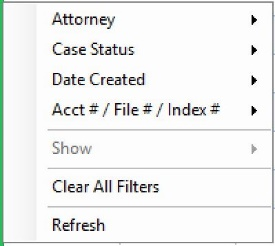 Attorney
Case Status
Date Created
Acct # / File # / Index #
Show
Clear All Filters
Refresh